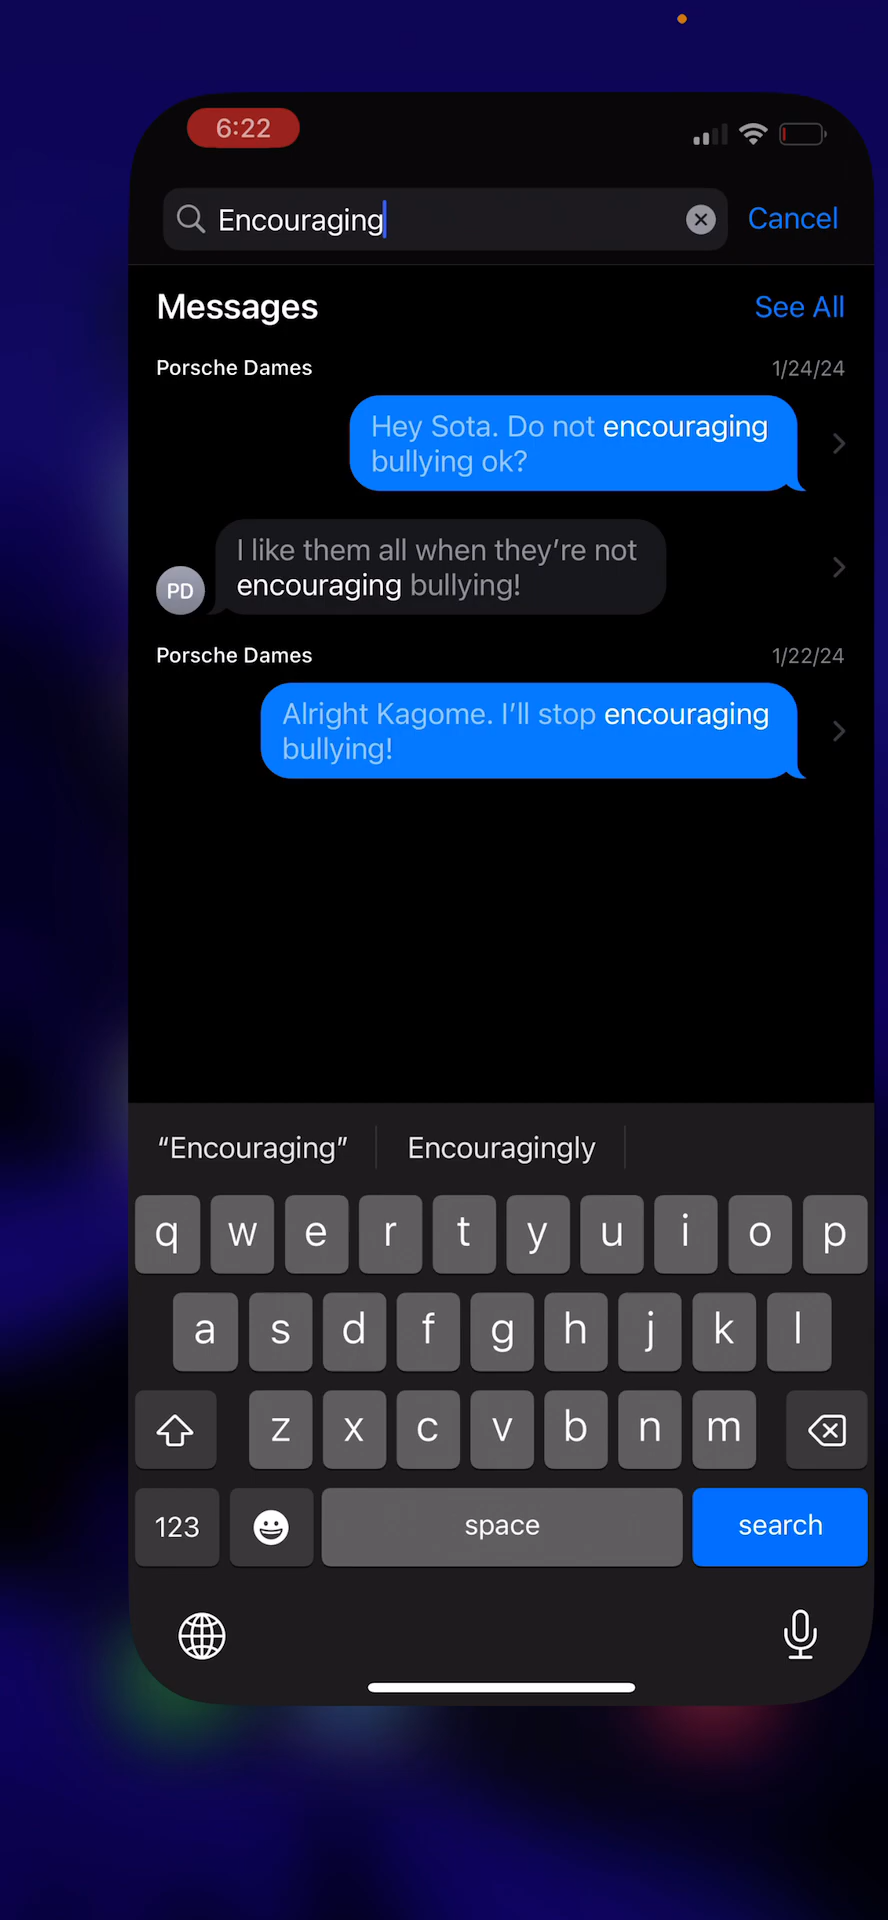 6:22
Encouraging
Cancel
Messages
See All
Porsche Dames
1/24/24
Hey Sota. Do not encouraging
bullying ok?
I like them all when they’re not
encouraging bullying!
PD
Porsche Dames
1/22/24
Alright Kagome. I’ll stop encouraging
bullying!
“Encouraging”
Encouragingly
q w e r t y u i o p
a s d f g h j k l
z x c v b n m
123
space
search